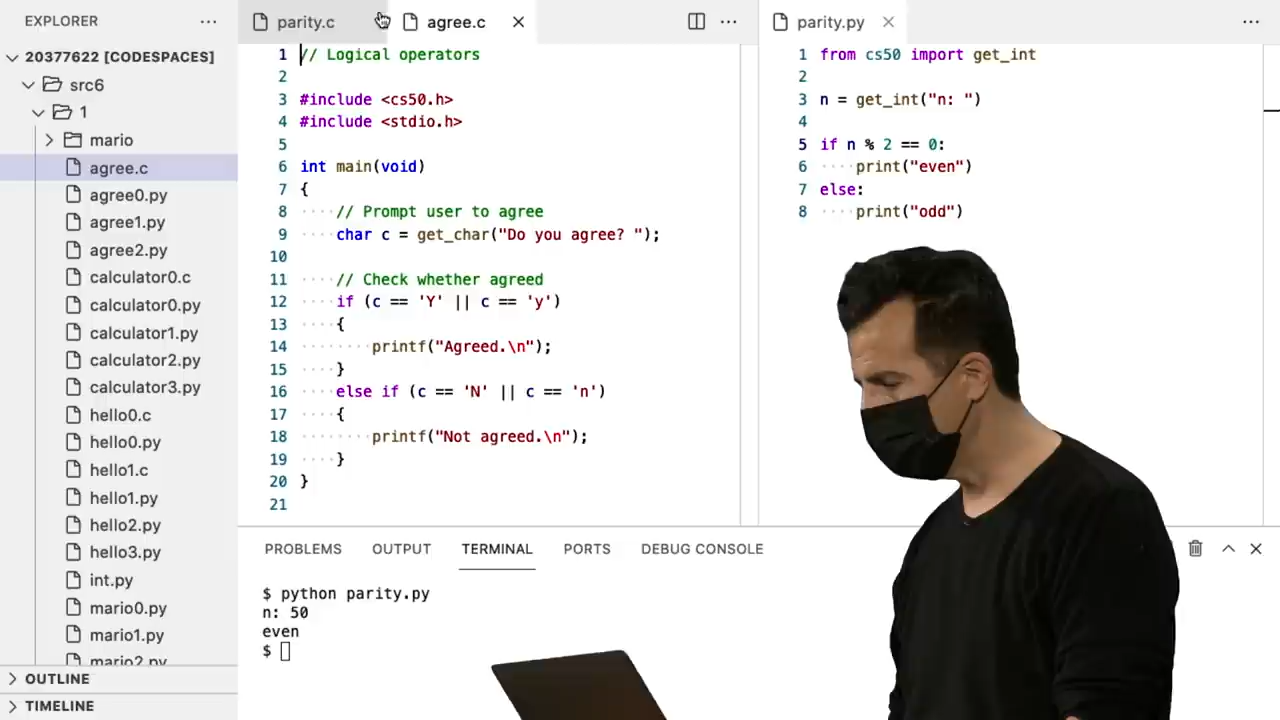 EXPLORER
20377622 [CODESPACES]
src6
1
mario
agree.c
agree0.py
agree1.py
agree2.py
calculator0.c
calculator0.py
calculator1.py
calculator2.py
calculator3.py
hello0.c
hello0.py
hello1.c
hello1.py
hello2.py
hello3.py
int.py
mario0.py
mario1.py
mario2.py
OUTLINE
TIMELINE
parity.c
agree.c
1 // Logical operators
2
3 #include <cs50.h>
4 #include <stdio.h>
5
6 int main(void)
7 {
8 // Prompt user to agree
9 char c = get_char("Do you agree? ");
10
11 // Check whether agreed
12 if (c == 'Y' || c == 'y')
13 {
14 printf("Agreed.\n");
15 }
16 else if (c == 'N' || c == 'n')
17 {
18 printf("Not agreed.\n");
19 }
20 }
21
parity.py
1 from cs50 import get_int
2
3 n = get_int("n: ")
4
5 if n % 2 == 0:
6 print("even")
7 else:
8 print("odd")
PROBLEMS OUTPUT TERMINAL PORTS DEBUG CONSOLE
$ python parity.py
n: 50
even
$